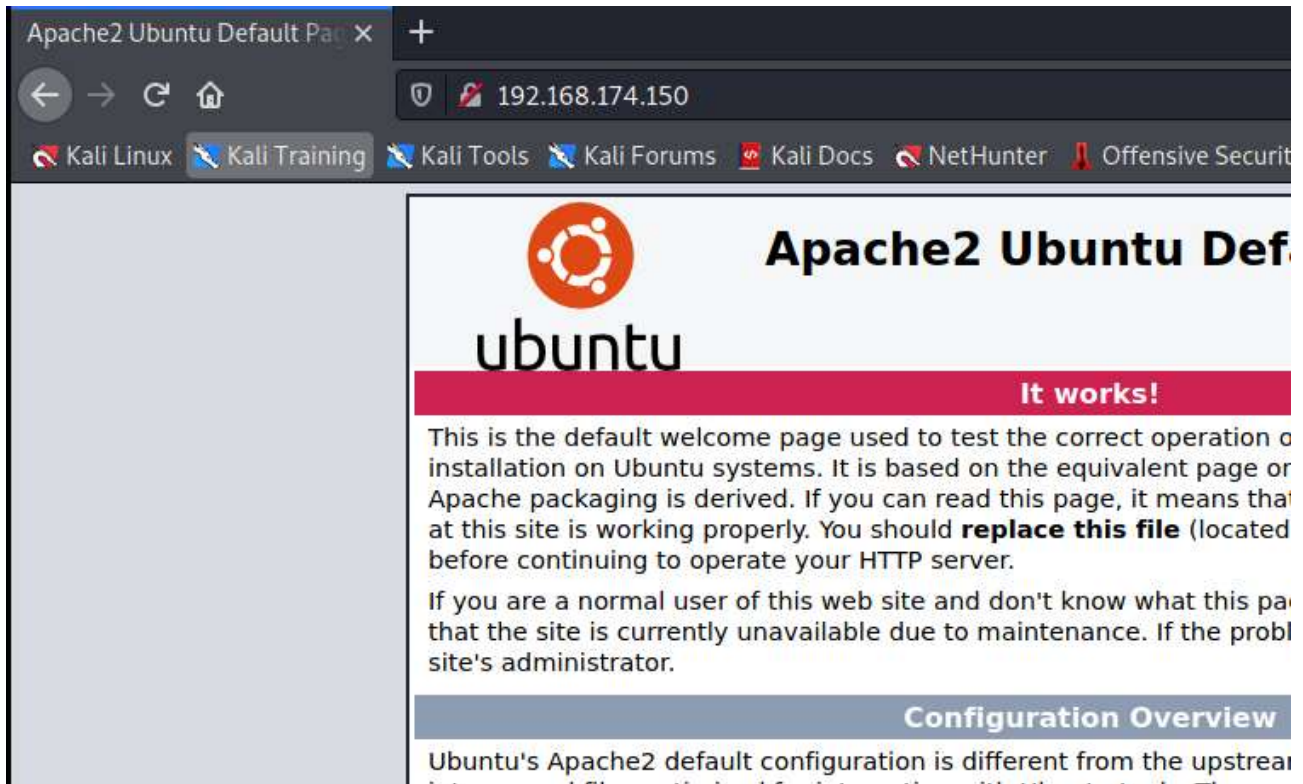 Apache2 Ubuntu Default Pag
192.168.174.150
Kali Linux Kali Training Kali Tools Kali Forums Kali Docs NetHunter Offensive Securit
ubuntu
Apache2 Ubuntu Def
It works!
This is the default welcome page used to test the correct operation
installation on Ubuntu systems. It is based on the equivalent page
Apache packaging is derived. If you can read this page, it means that
at this site is working properly. You should replace this file (located
before continuing to operate your HTTP server.
If you are a normal user of this web site and don't know what this
that the site is currently unavailable due to maintenance. If the
site's administrator.
Configuration Overview
Ubuntu's Apache2 default configuration is different from the